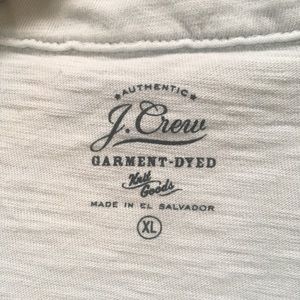 ★AUTHENTIC★
J.Crew
GARMENT-DYED
Knit
Goods
MADE IN EL SALVADOR
XL